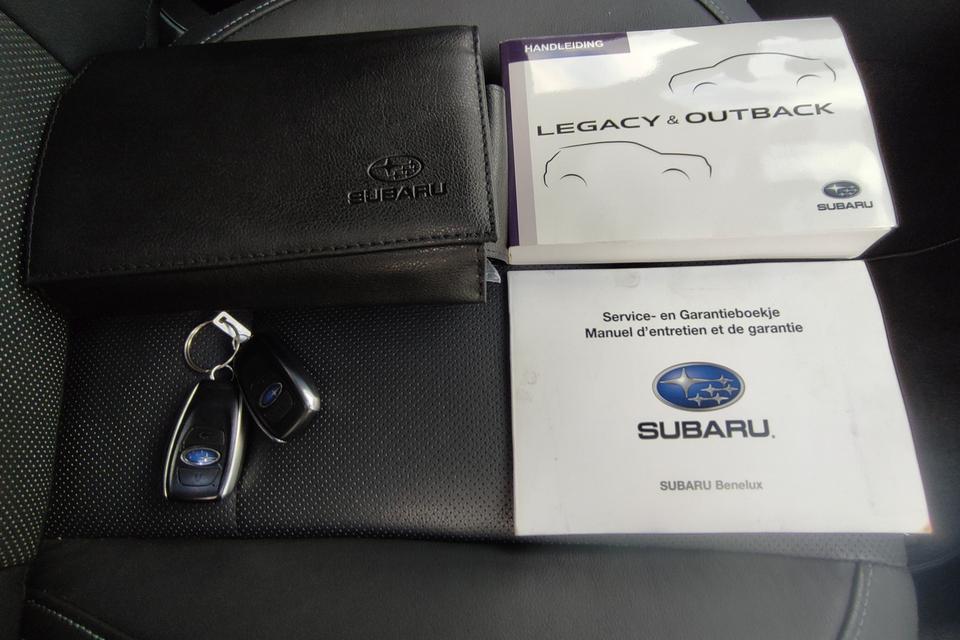 SUBARU
HANDLEIDING
LEGACY & OUTBACK
SUBARU
Service- en Garantieboekje
Manuel d'entretien et de garantie
SUBARU
SUBARU Benelux